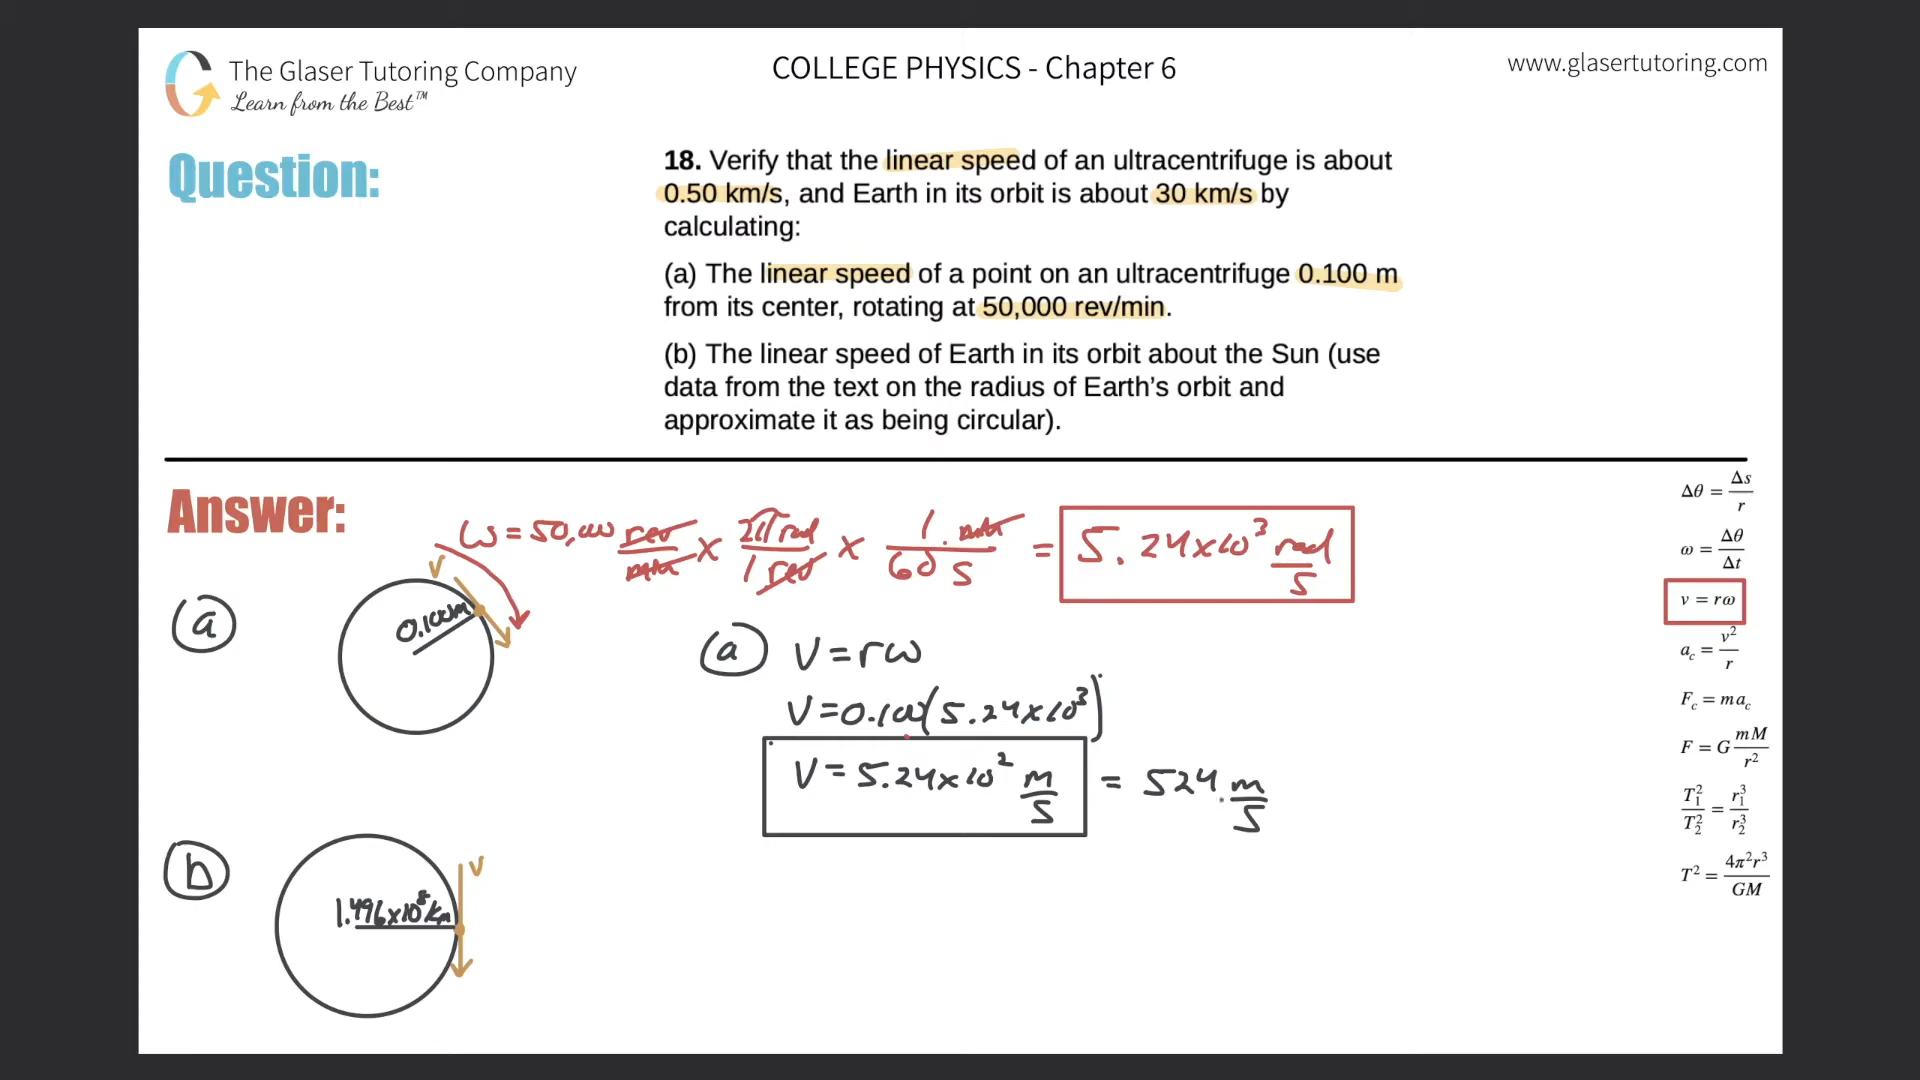 The Glaser Tutoring Company
Learn from the Best™
COLLEGE PHYSICS - Chapter 6
www.glasertutoring.com
Question:
18. Verify that the linear speed of an ultracentrifuge is about
0.50 km/s, and Earth in its orbit is about 30 km/s by
calculating:
(a) The linear speed of a point on an ultracentrifuge 0.100 m
from its center, rotating at 50,000 rev/min.
(b) The linear speed of Earth in its orbit about the Sun (use
data from the text on the radius of Earth's orbit and
approximate it as being circular).
Answer:
ω = 50,000 rev/min × 2π rad/1 rev × 1 min/60 s = 5.24×10³ rad/s
(a)
V
0.100m
(a) V = rω
V = 0.100(5.24×10³)
V = 5.24×10² m/s = 524 m/s
(b)
1.496×10⁸ km
V
Δθ = Δs/r
ω = Δθ/Δt
v = rω
a_c = v²/r
F_c = ma_c
F = G mM/r²
T₁²/T₂² = r₁³/r₂³
T² = 4π²r³/GM